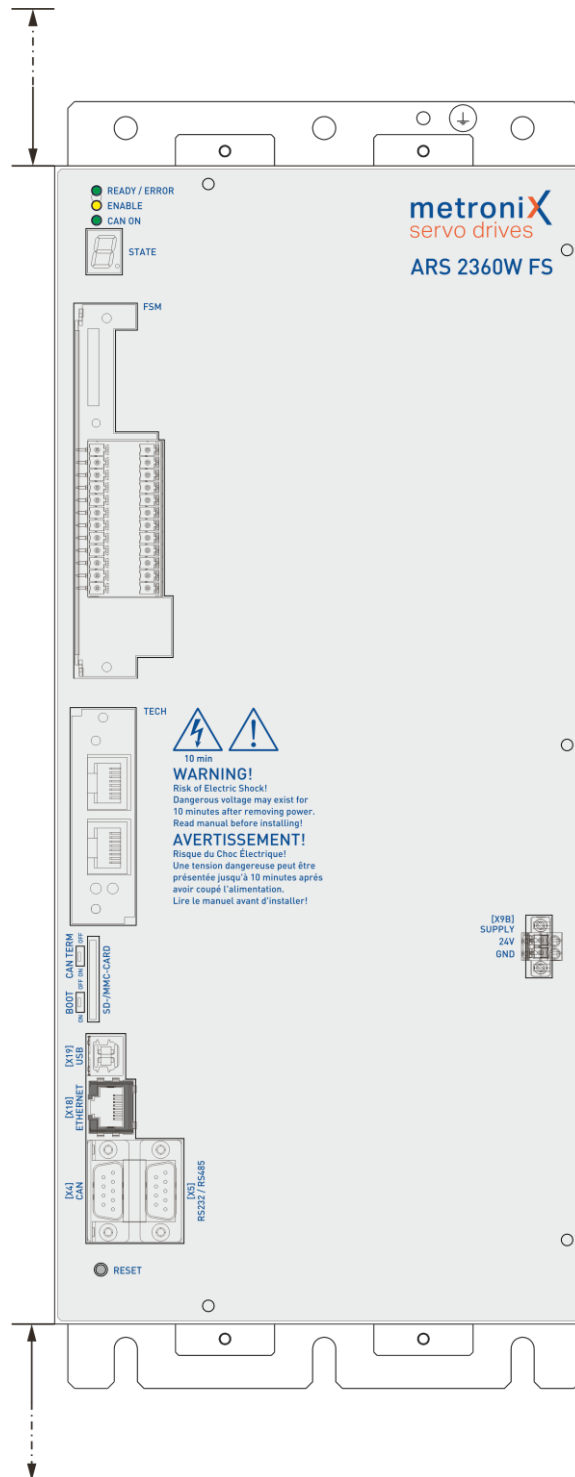 READY / ERROR
ENABLE
CAN ON
STATE
metroniX
servo drives
ARS 2360W FS
FSM
TECH
10 min
WARNING!
Risk of Electric Shock!
Dangerous voltage may exist for
10 minutes after removing power.
Read manual before installing!
AVERTISSEMENT!
Risque du Choc Électrique!
Une tension dangereuse peut être
présentée jusqu'à 10 minutes aprés
avoir coupé l'alimentation.
Lire le manuel avant d'installer!
[X9B]
SUPPLY
24V
GND
CAN TERM
ON OFF
BOOT
ON OFF
SD-/MMC-CARD
[X19]
USB
[X18]
ETHERNET
[X4]
CAN
[X5]
RS232 / RS485
RESET